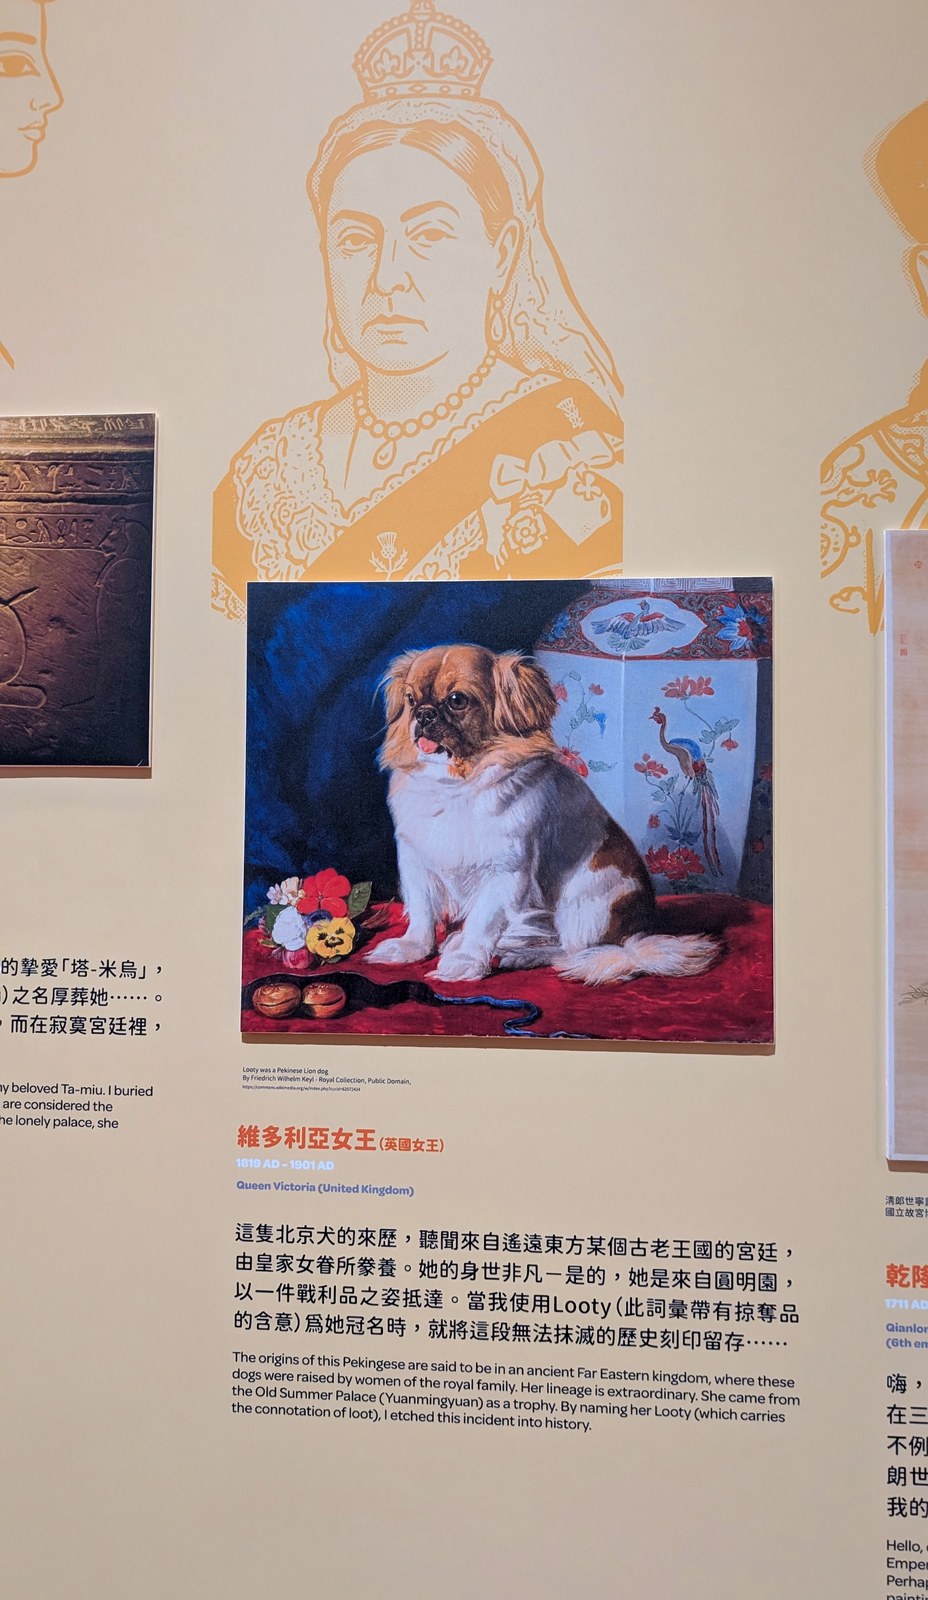 的摯愛「塔-米烏」，
）之名厚葬她⋯⋯。
，而在寂寞宮廷裡，
my beloved Ta-miu. I buried
are considered the
he lonely palace, she
Looty was a Pekinese Lion dog
By Friedrich Wilhelm Keyl - Royal Collection, Public Domain,
維多利亞女王(英國女王)
1819 AD - 1901 AD
Queen Victoria (United Kingdom)
這隻北京犬的來歷，聽聞來自遙遠東方某個古老王國的宮廷，
由皇家女眷所豢養。她的身世非凡－是的，她是來自圓明園，
以一件戰利品之姿抵達。當我使用Looty（此詞彙帶有掠奪品
的含意）為她冠名時，就將這段無法抹滅的歷史刻印留存⋯⋯
The origins of this Pekingese are said to be in an ancient Far Eastern kingdom, where these
dogs were raised by women of the royal family. Her lineage is extraordinary. She came from
the Old Summer Palace (Yuanmingyuan) as a trophy. By naming her Looty (which carries
the connotation of loot), I etched this incident into history.
清郎世寧
國立故宮
乾隆
1711 AD
Qianlon
(6th em
嗨，
在三
不例
朗世
我的
Hello,
Emper
Perhap